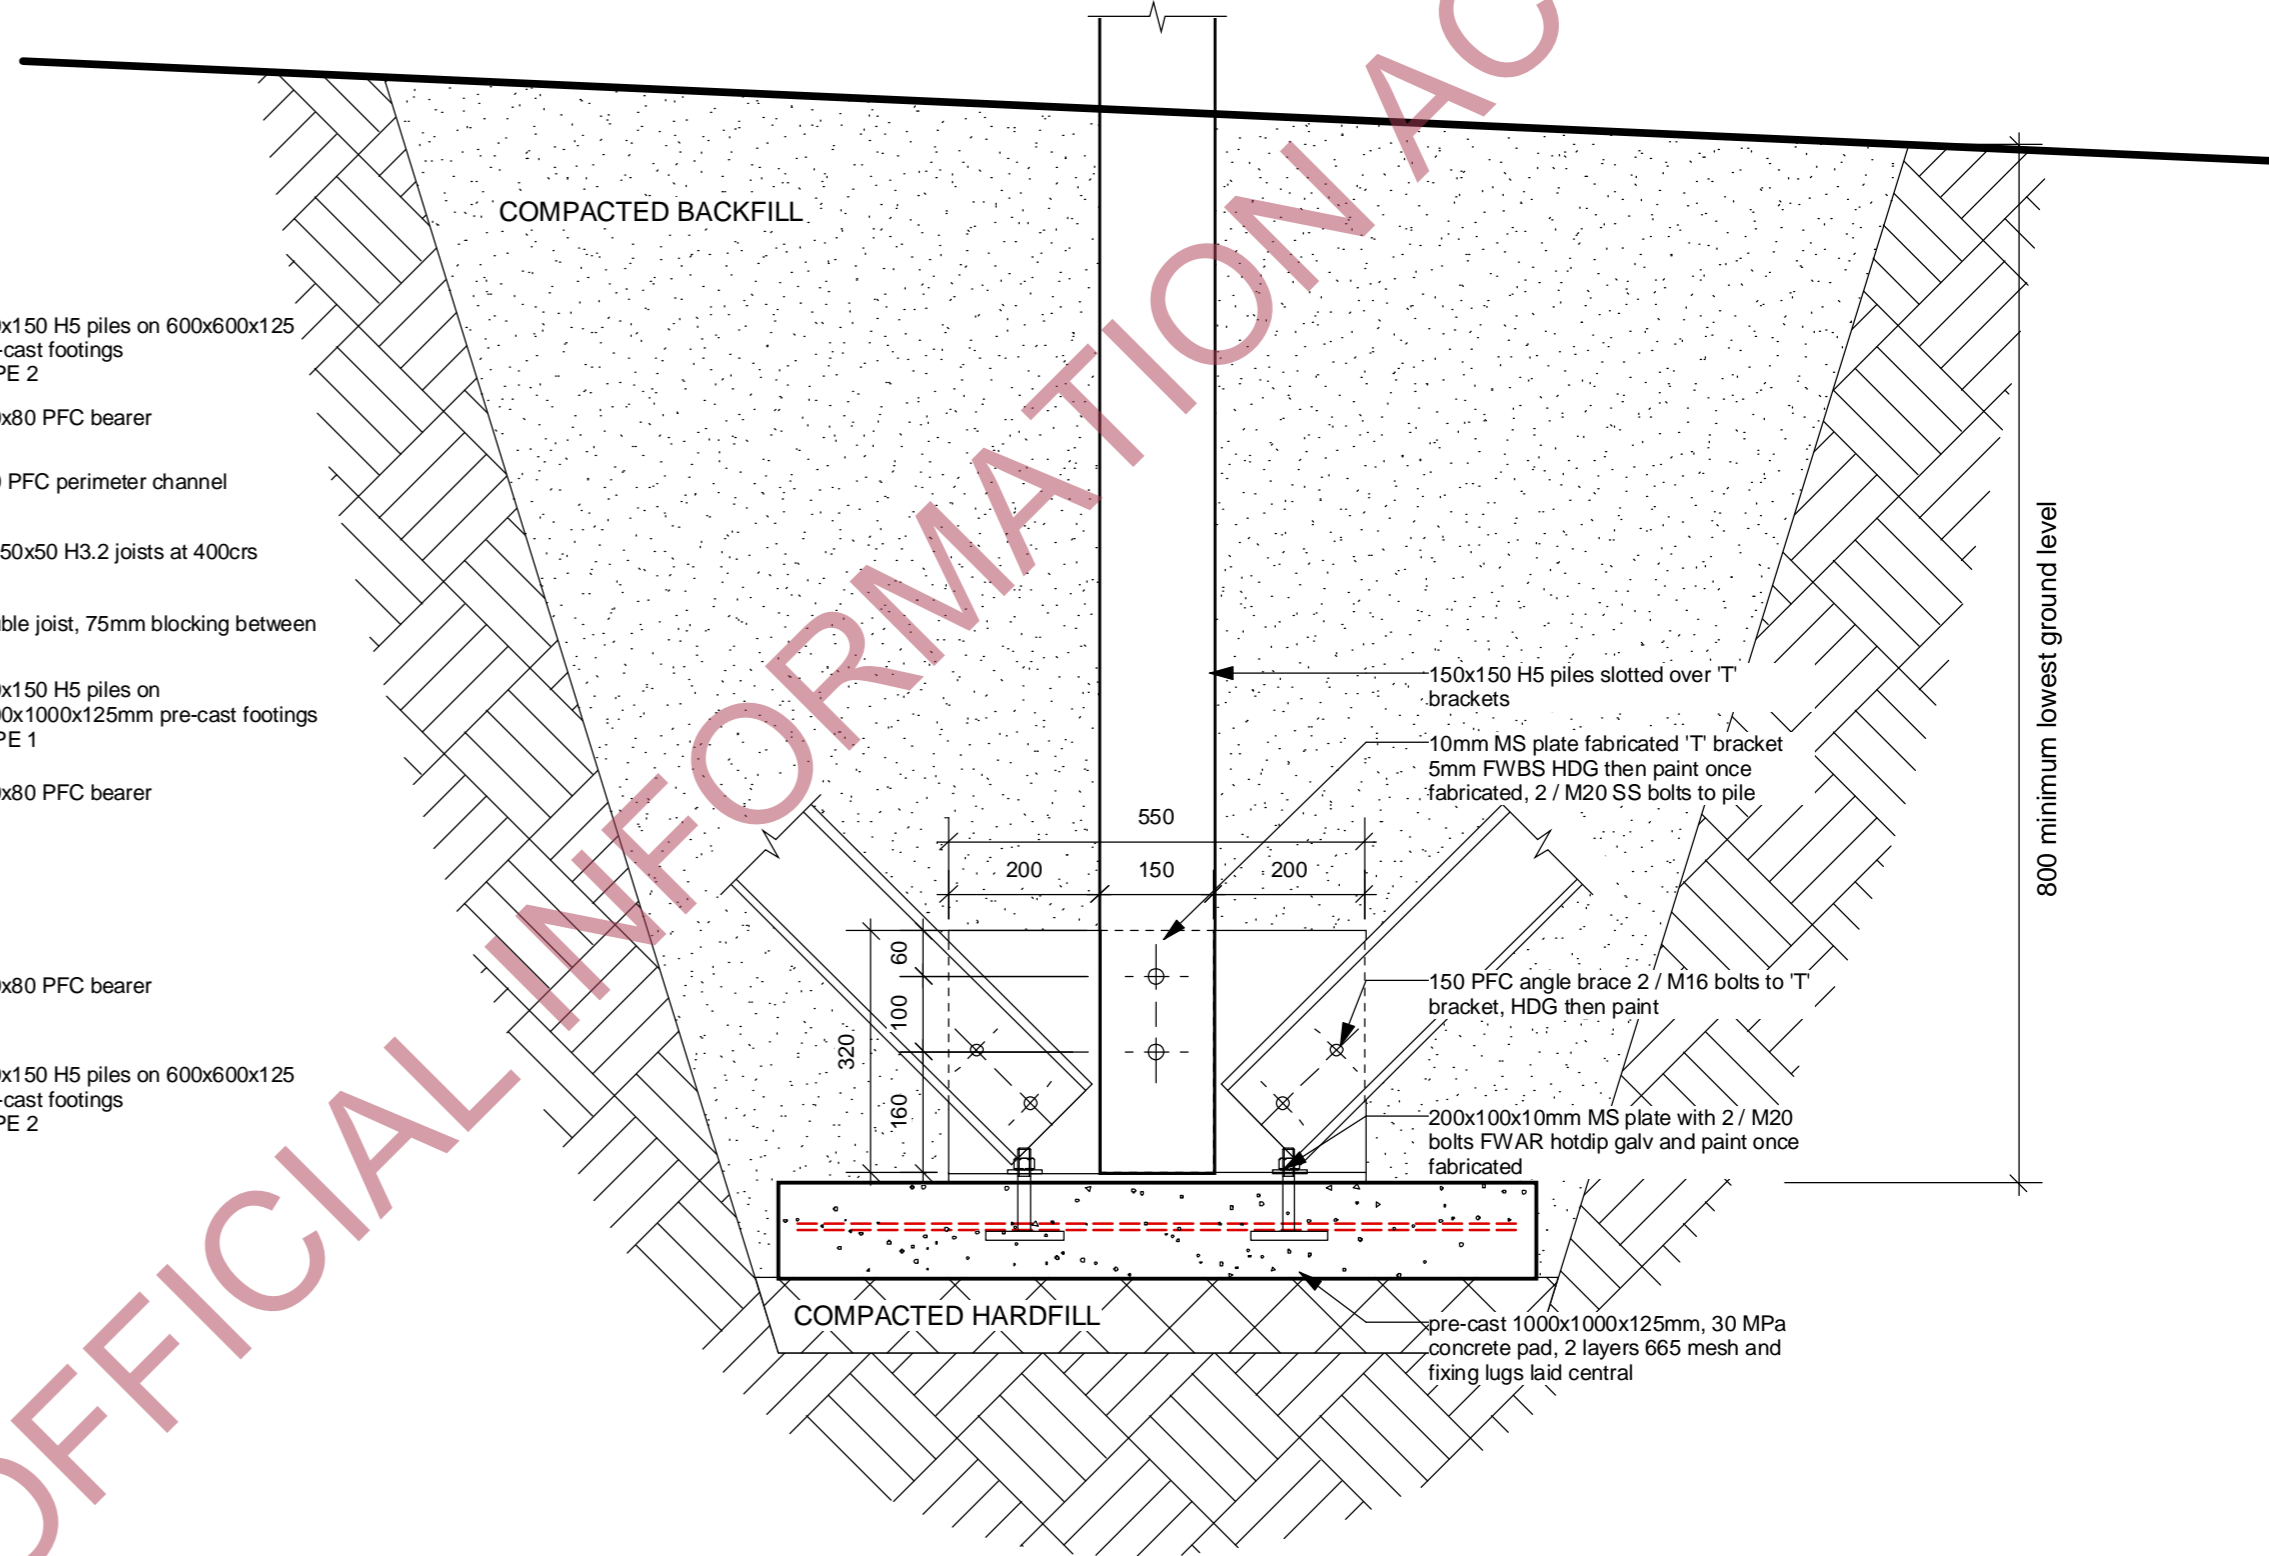 OFFICIAL INFORMATION AC
COMPACTED BACKFILL
x150 H5 piles on 600x600x125
-cast footings
PE 2
x80 PFC bearer
PFC perimeter channel
50x50 H3.2 joists at 400crs
ble joist, 75mm blocking between
x150 H5 piles on
0x1000x125mm pre-cast footings
PE 1
x80 PFC bearer
x80 PFC bearer
x150 H5 piles on 600x600x125
-cast footings
PE 2
150x150 H5 piles slotted over 'T'
brackets
10mm MS plate fabricated 'T' bracket
5mm FWBS HDG then paint once
fabricated, 2 / M20 SS bolts to pile
550
200
150
200
60
100
320
160
150 PFC angle brace 2 / M16 bolts to 'T'
bracket, HDG then paint
200x100x10mm MS plate with 2 / M20
bolts FWAR hotdip galv and paint once
fabricated
COMPACTED HARDFILL
pre-cast 1000x1000x125mm, 30 MPa
concrete pad, 2 layers 665 mesh and
fixing lugs laid central
800 minimum lowest ground level